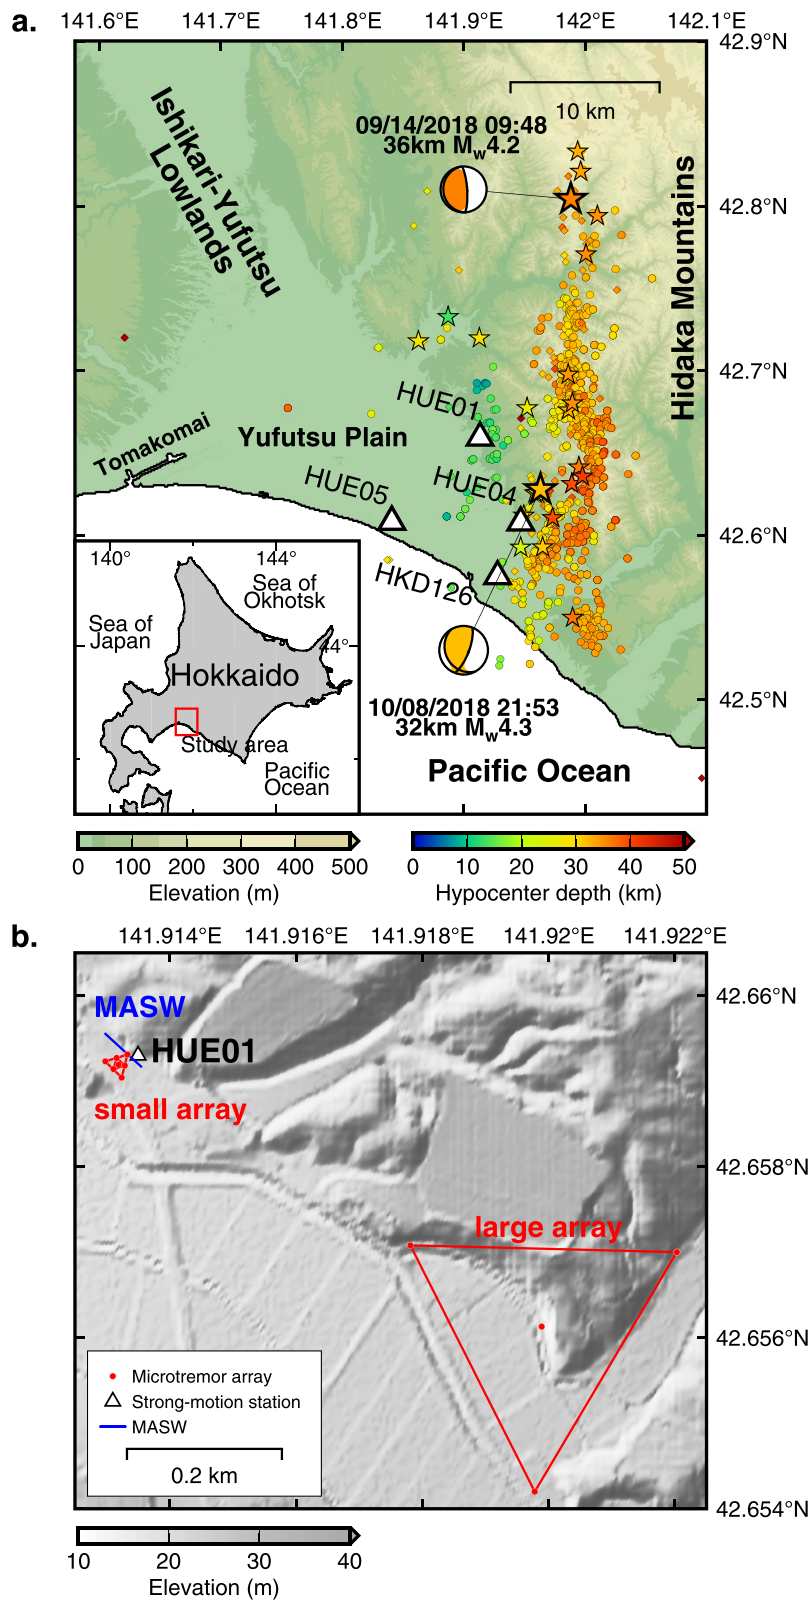 a.
141.6°E 141.7°E 141.8°E 141.9°E 142°E 142.1°E
42.9°N
10 km
Ishikari-Yufutsu
Lowlands
09/14/2018 09:48
36km Mw4.2
Hidaka Mountains
42.8°N
42.7°N
HUE01
Tomakomai
Yufutsu Plain
HUE05
HUE04
42.6°N
HKD126
140° 144°
Sea of
Okhotsk
Sea of
Japan
44°
Hokkaido
Study area
Pacific
Ocean
42.5°N
10/08/2018 21:53
32km Mw4.3
Pacific Ocean
0 100 200 300 400 500
Elevation (m)
0 10 20 30 40 50
Hypocenter depth (km)
b.
141.914°E 141.916°E 141.918°E 141.92°E 141.922°E
42.66°N
MASW
HUE01
small array
42.658°N
large array
42.656°N
Microtremor array
Strong-motion station
MASW
0.2 km
42.654°N
10 20 30 40
Elevation (m)